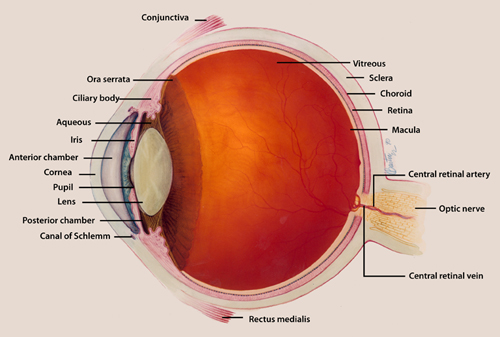 Conjunctiva
Ora serrata
Ciliary body
Aqueous
Iris
Anterior chamber
Cornea
Pupil
Lens
Posterior chamber
Canal of Schlemm
Vitreous
Sclera
Choroid
Retina
Macula
Central retinal artery
Optic nerve
Central retinal vein
Rectus medialis